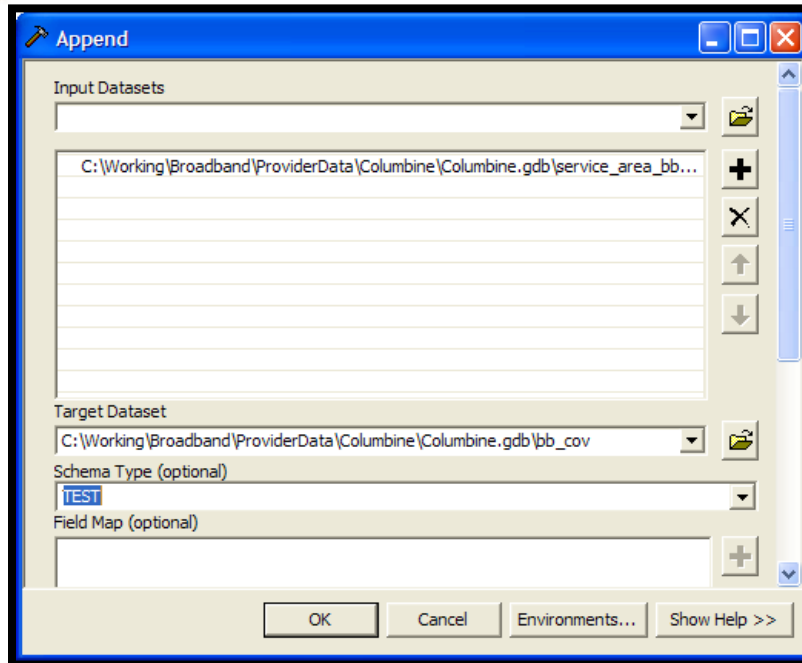 Append
Input Datasets
C:\Working\Broadband\ProviderData\Columbine\Columbine.gdb\service_area_bb...
Target Dataset
C:\Working\Broadband\ProviderData\Columbine\Columbine.gdb\bb_cov
Schema Type (optional)
TEST
Field Map (optional)
OK Cancel Environments... Show Help >>